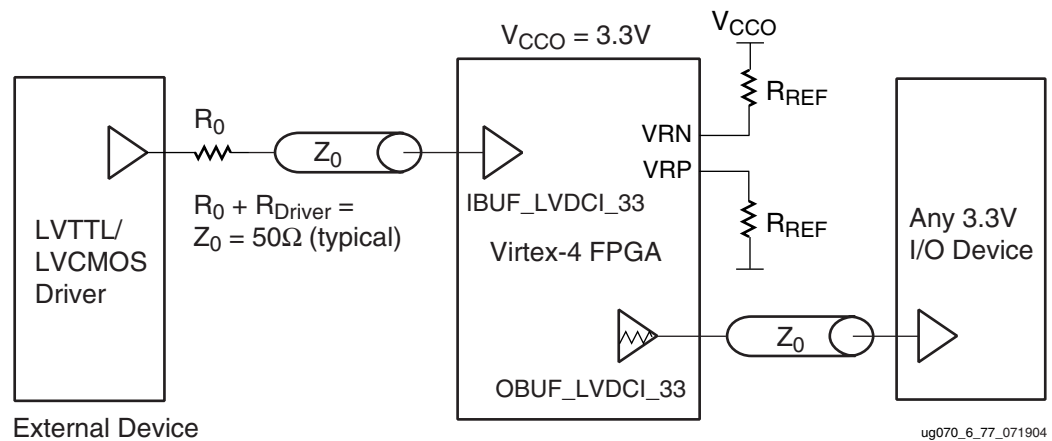 V_CCO = 3.3V
V_CCO
R_REF
R_0
Z_0
VRN
VRP
IBUF_LVDCI_33
R_0 + R_Driver =
Z_0 = 50Ω (typical)
R_REF
LVTTL/
LVCMOS
Driver
Virtex-4 FPGA
Any 3.3V
I/O Device
Z_0
OBUF_LVDCI_33
External Device
ug070_6_77_071904